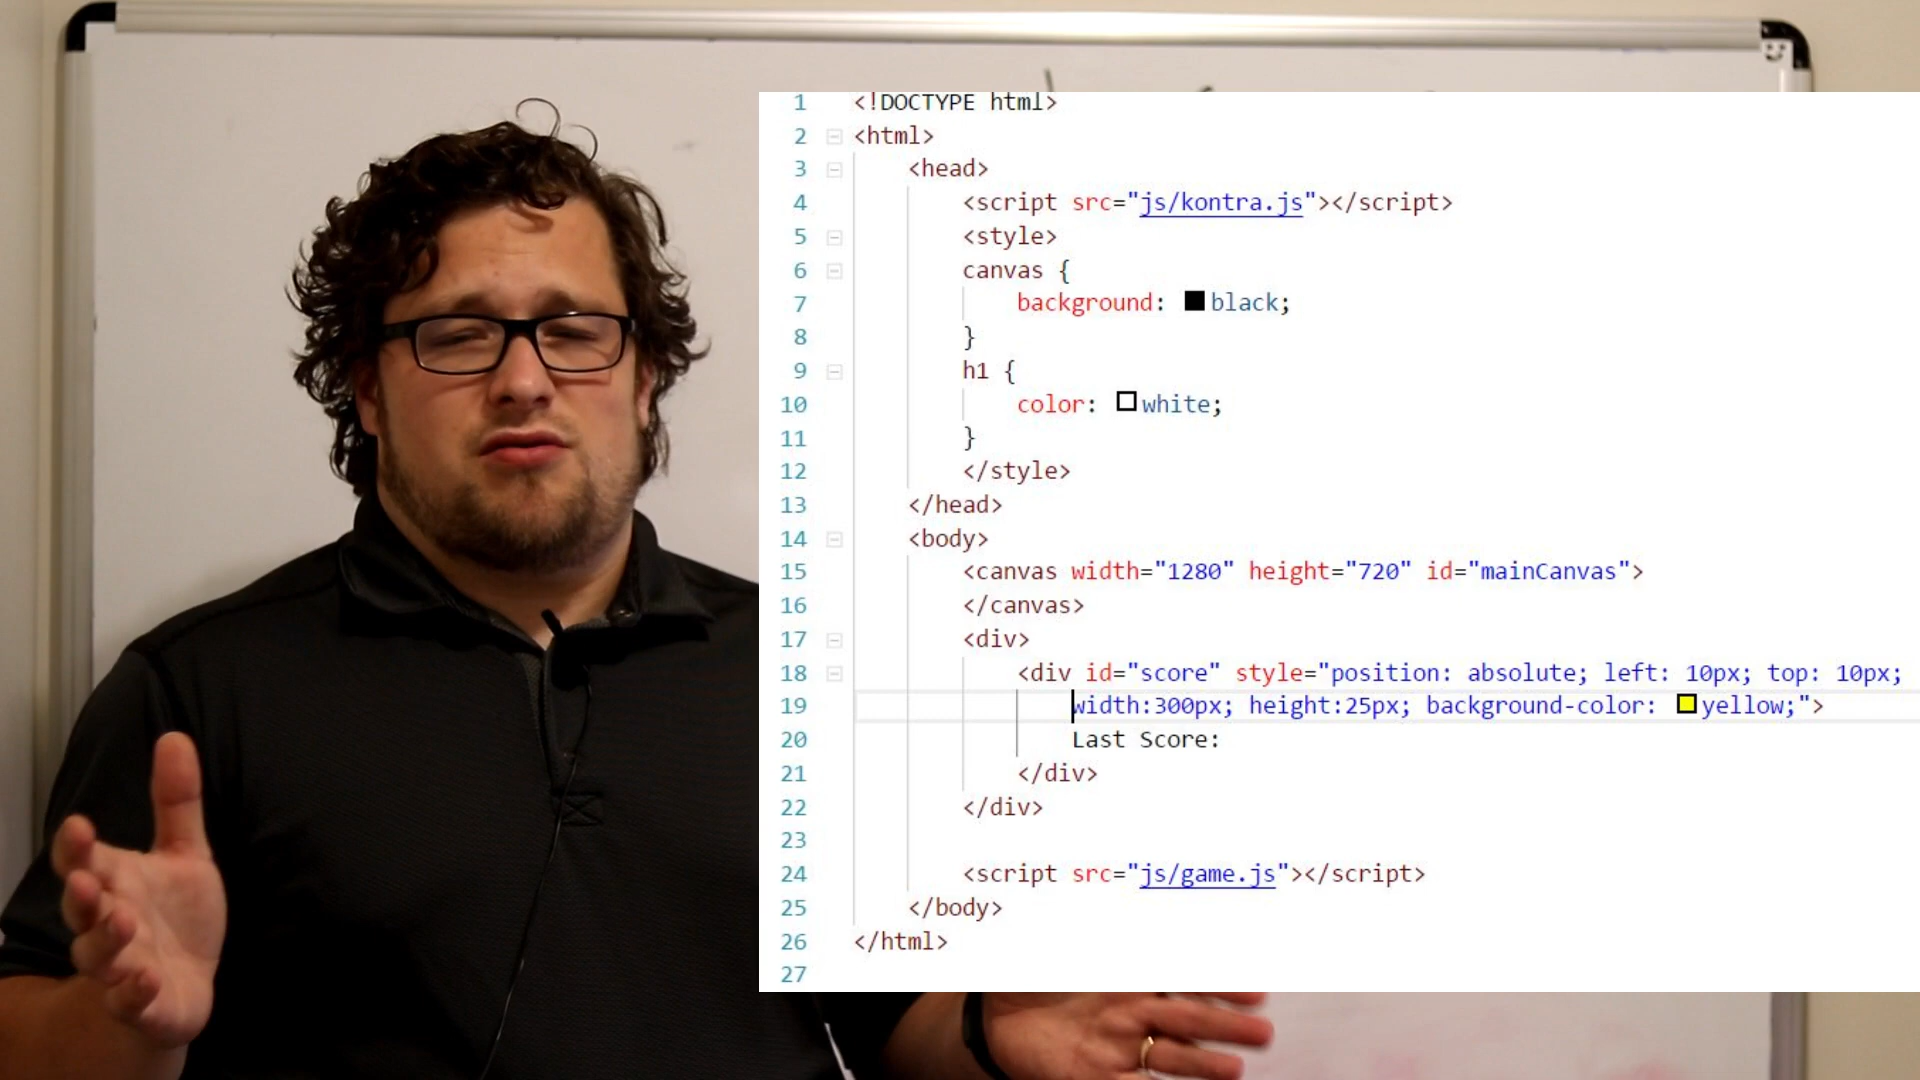 1 <!DOCTYPE html>
2 <html>
3 <head>
4 <script src="js/kontra.js"></script>
5 <style>
6 canvas {
7 background: black;
8 }
9 h1 {
10 color: white;
11 }
12 </style>
13 </head>
14 <body>
15 <canvas width="1280" height="720" id="mainCanvas">
16 </canvas>
17 <div>
18 <div id="score" style="position: absolute; left: 10px; top: 10px;
19 width:300px; height:25px; background-color: yellow;">
20 Last Score:
21 </div>
22 </div>
23
24 <script src="js/game.js"></script>
25 </body>
26 </html>
27